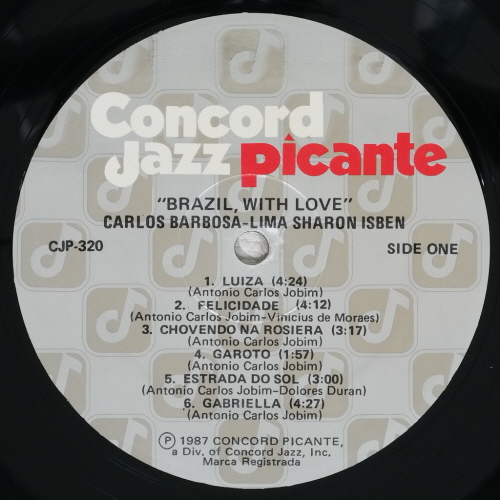 Concord
Jazz Picante
"BRAZIL, WITH LOVE"
CARLOS BARBOSA-LIMA SHARON ISBEN
CJP-320
SIDE ONE
1. LUIZA (4:24)
(Antonio Carlos Jobim)
2. FELICIDADE (4:12)
(Antonio Carlos Jobim-Vinicius de Moraes)
3. CHOVENDO NA ROSIERA (3:17)
(Antonio Carlos Jobim)
4. GAROTO (1:57)
(Antonio Carlos Jobim)
5. ESTRADA DO SOL (3:00)
(Antonio Carlos Jobim-Dolores Duran)
6. GABRIELLA (4:27)
(Antonio Carlos Jobim)
Ⓟ 1987 CONCORD PICANTE,
a Div. of Concord Jazz, Inc.
Marca Registrada